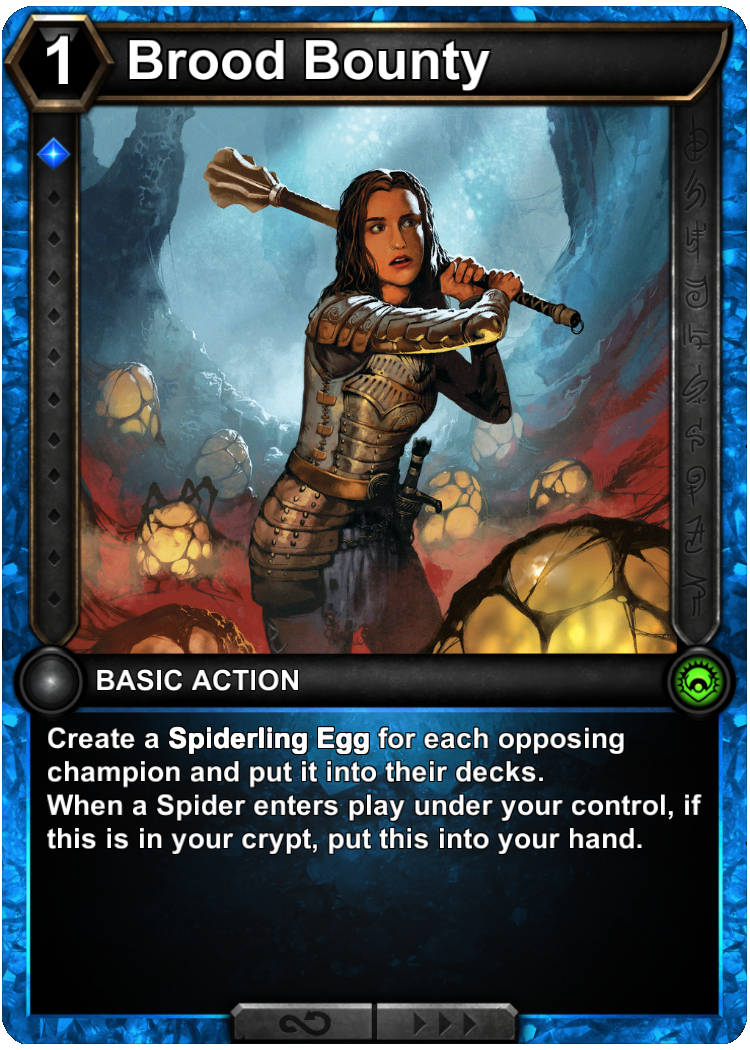 1
Brood Bounty
BASIC ACTION
Create a Spiderling Egg for each opposing
champion and put it into their decks.
When a Spider enters play under your control, if
this is in your crypt, put this into your hand.